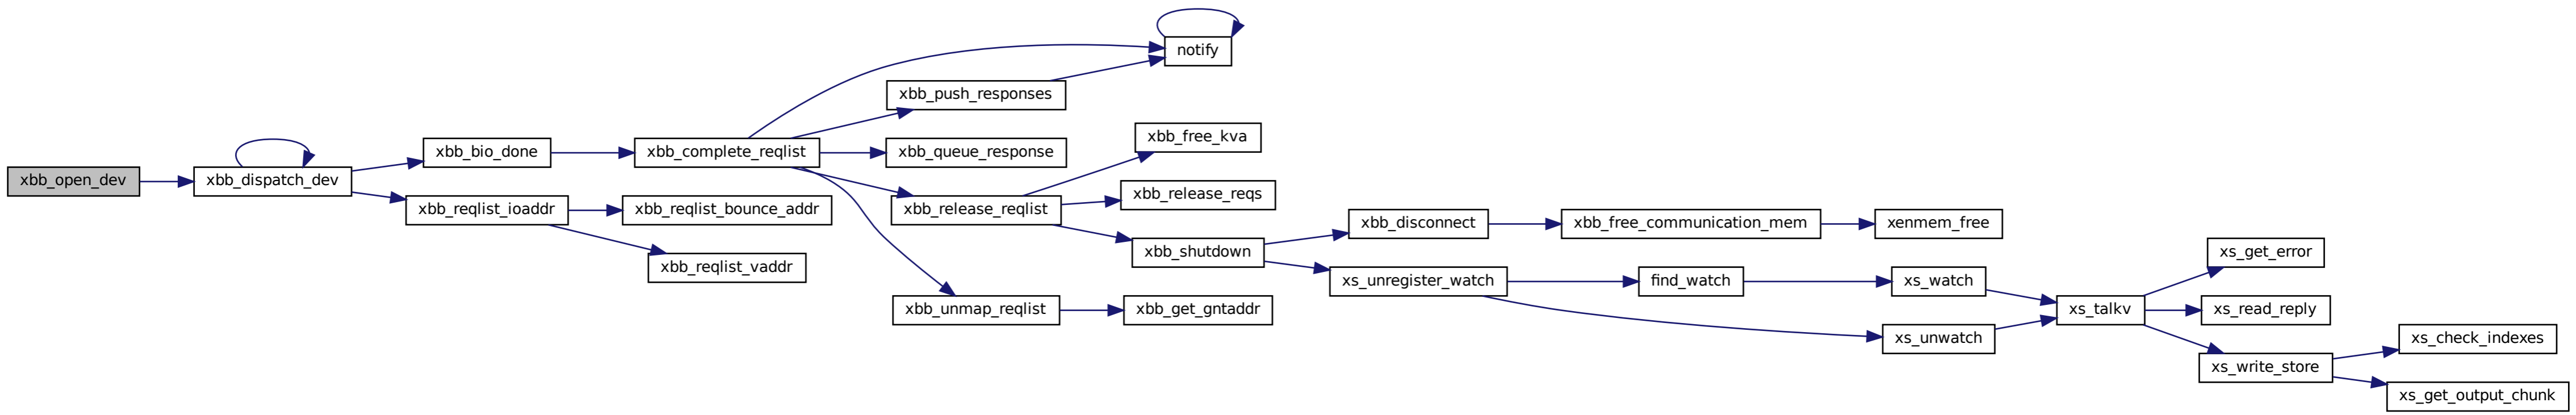 xbb_open_dev
xbb_dispatch_dev
xbb_bio_done
xbb_reqlist_ioaddr
xbb_complete_reqlist
xbb_reqlist_bounce_addr
xbb_reqlist_vaddr
notify
xbb_push_responses
xbb_queue_response
xbb_release_reqlist
xbb_unmap_reqlist
xbb_free_kva
xbb_release_reqs
xbb_shutdown
xbb_get_gntaddr
xbb_disconnect
xs_unregister_watch
xbb_free_communication_mem
find_watch
xenmem_free
xs_watch
xs_unwatch
xs_talkv
xs_get_error
xs_read_reply
xs_write_store
xs_check_indexes
xs_get_output_chunk